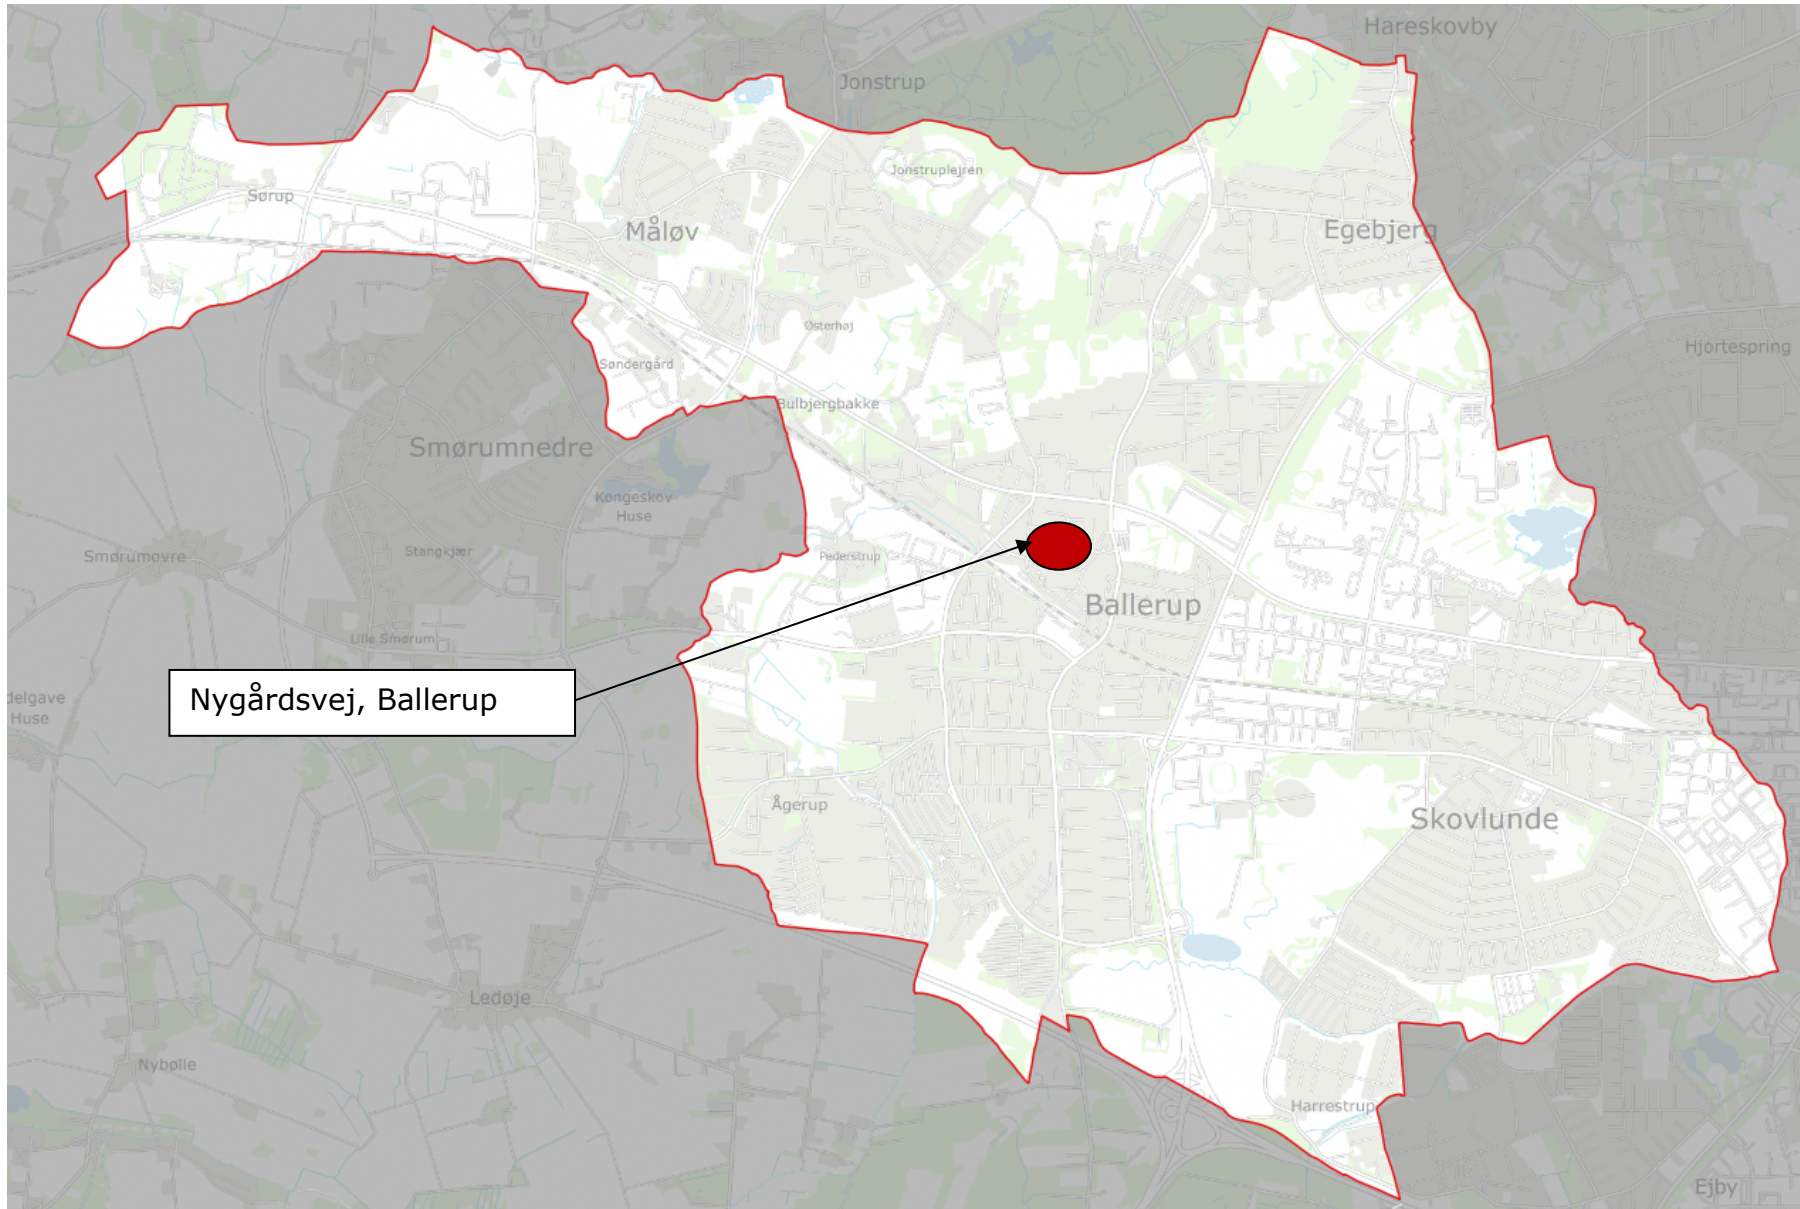 Hareskovby
Jonstrup
Jonstruplejren
Sørup
Måløv
Egebjerg
Østerhøj
Hjortespring
Søndergård
Bulbjergbakke
Smørumnedre
Kongeskov
Huse
Stangkjær
Smørumovre
Pederstrup
Ballerup
Lille Smørum
Nygårdsvej, Ballerup
delgave
Huse
Ågerup
Skovlunde
Ledøje
Nybølle
Harrestrup
Ejby